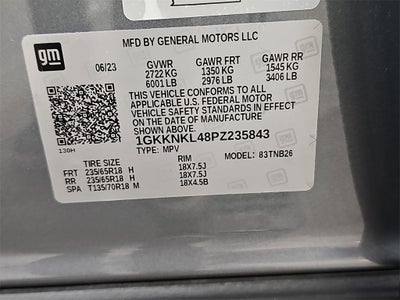 gm
MFD BY GENERAL MOTORS LLC
06/23 GVWR GAWR FRT GAWR RR
2722 KG 1350 KG 1545 KG
6001 LB 2976 LB 3406 LB
THIS VEHICLE CONFORMS TO ALL
APPLICABLE U.S. FEDERAL MOTOR
VEHICLE SAFETY STANDARDS IN EFFECT
ON THE DATE OF MANUFACTURE
SHOWN ABOVE.
1GKKNKL48PZ235843
130H TYPE: MPV MODEL: 83TNB26
TIRE SIZE RIM
FRT 235/65R18 H 18X7.5J
RR 235/65R18 H 18X7.5J
SPA T135/70R18 M 18X4.5B